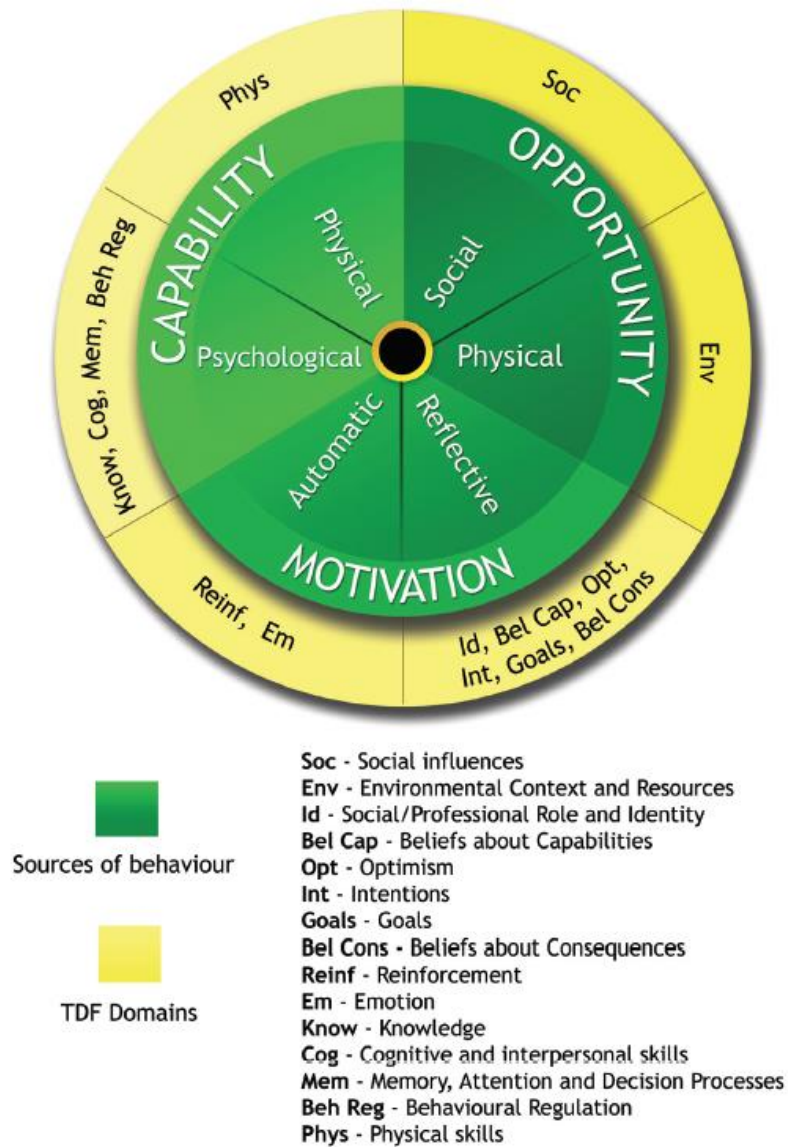 Phys
Soc
CAPABILITY
OPPORTUNITY
Physical
Social
Know, Cog, Mem, Beh Reg
Psychological
Physical
Env
Automatic
Reflective
MOTIVATION
Reinf, Em
Id, Bel Cap, Opt,
Int, Goals, Bel Cons
Sources of behaviour
TDF Domains
Soc - Social influences
Env - Environmental Context and Resources
Id - Social/Professional Role and Identity
Bel Cap - Beliefs about Capabilities
Opt - Optimism
Int - Intentions
Goals - Goals
Bel Cons - Beliefs about Consequences
Reinf - Reinforcement
Em - Emotion
Know - Knowledge
Cog - Cognitive and interpersonal skills
Mem - Memory, Attention and Decision Processes
Beh Reg - Behavioural Regulation
Phys - Physical skills